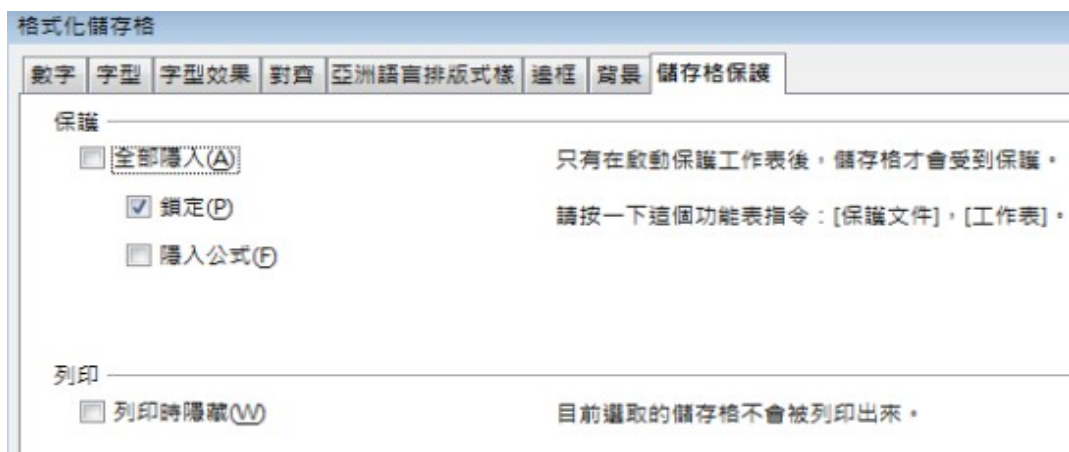 格式化儲存格
數字 字型 字型效果 對齊 亞洲語言排版式樣 邊框 背景 儲存格保護
保護
全部隱入(A) 只有在啟動保護工作表後，儲存格才會受到保護。
鎖定(P) 請按一下這個功能表指令：[保護文件]，[工作表]。
隱入公式(F)
列印
列印時隱藏(W) 目前選取的儲存格不會被列印出來。